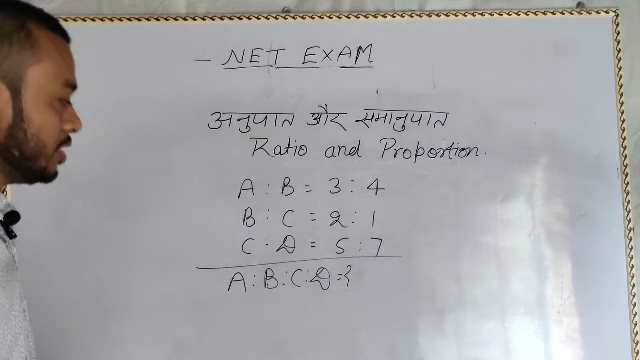 - NET EXAM
अनुपात और समानुपात
Ratio and Proportion.
A : B = 3 : 4
B : C = 2 : 1
C : D = 5 : 7
A : B : C : D = ?